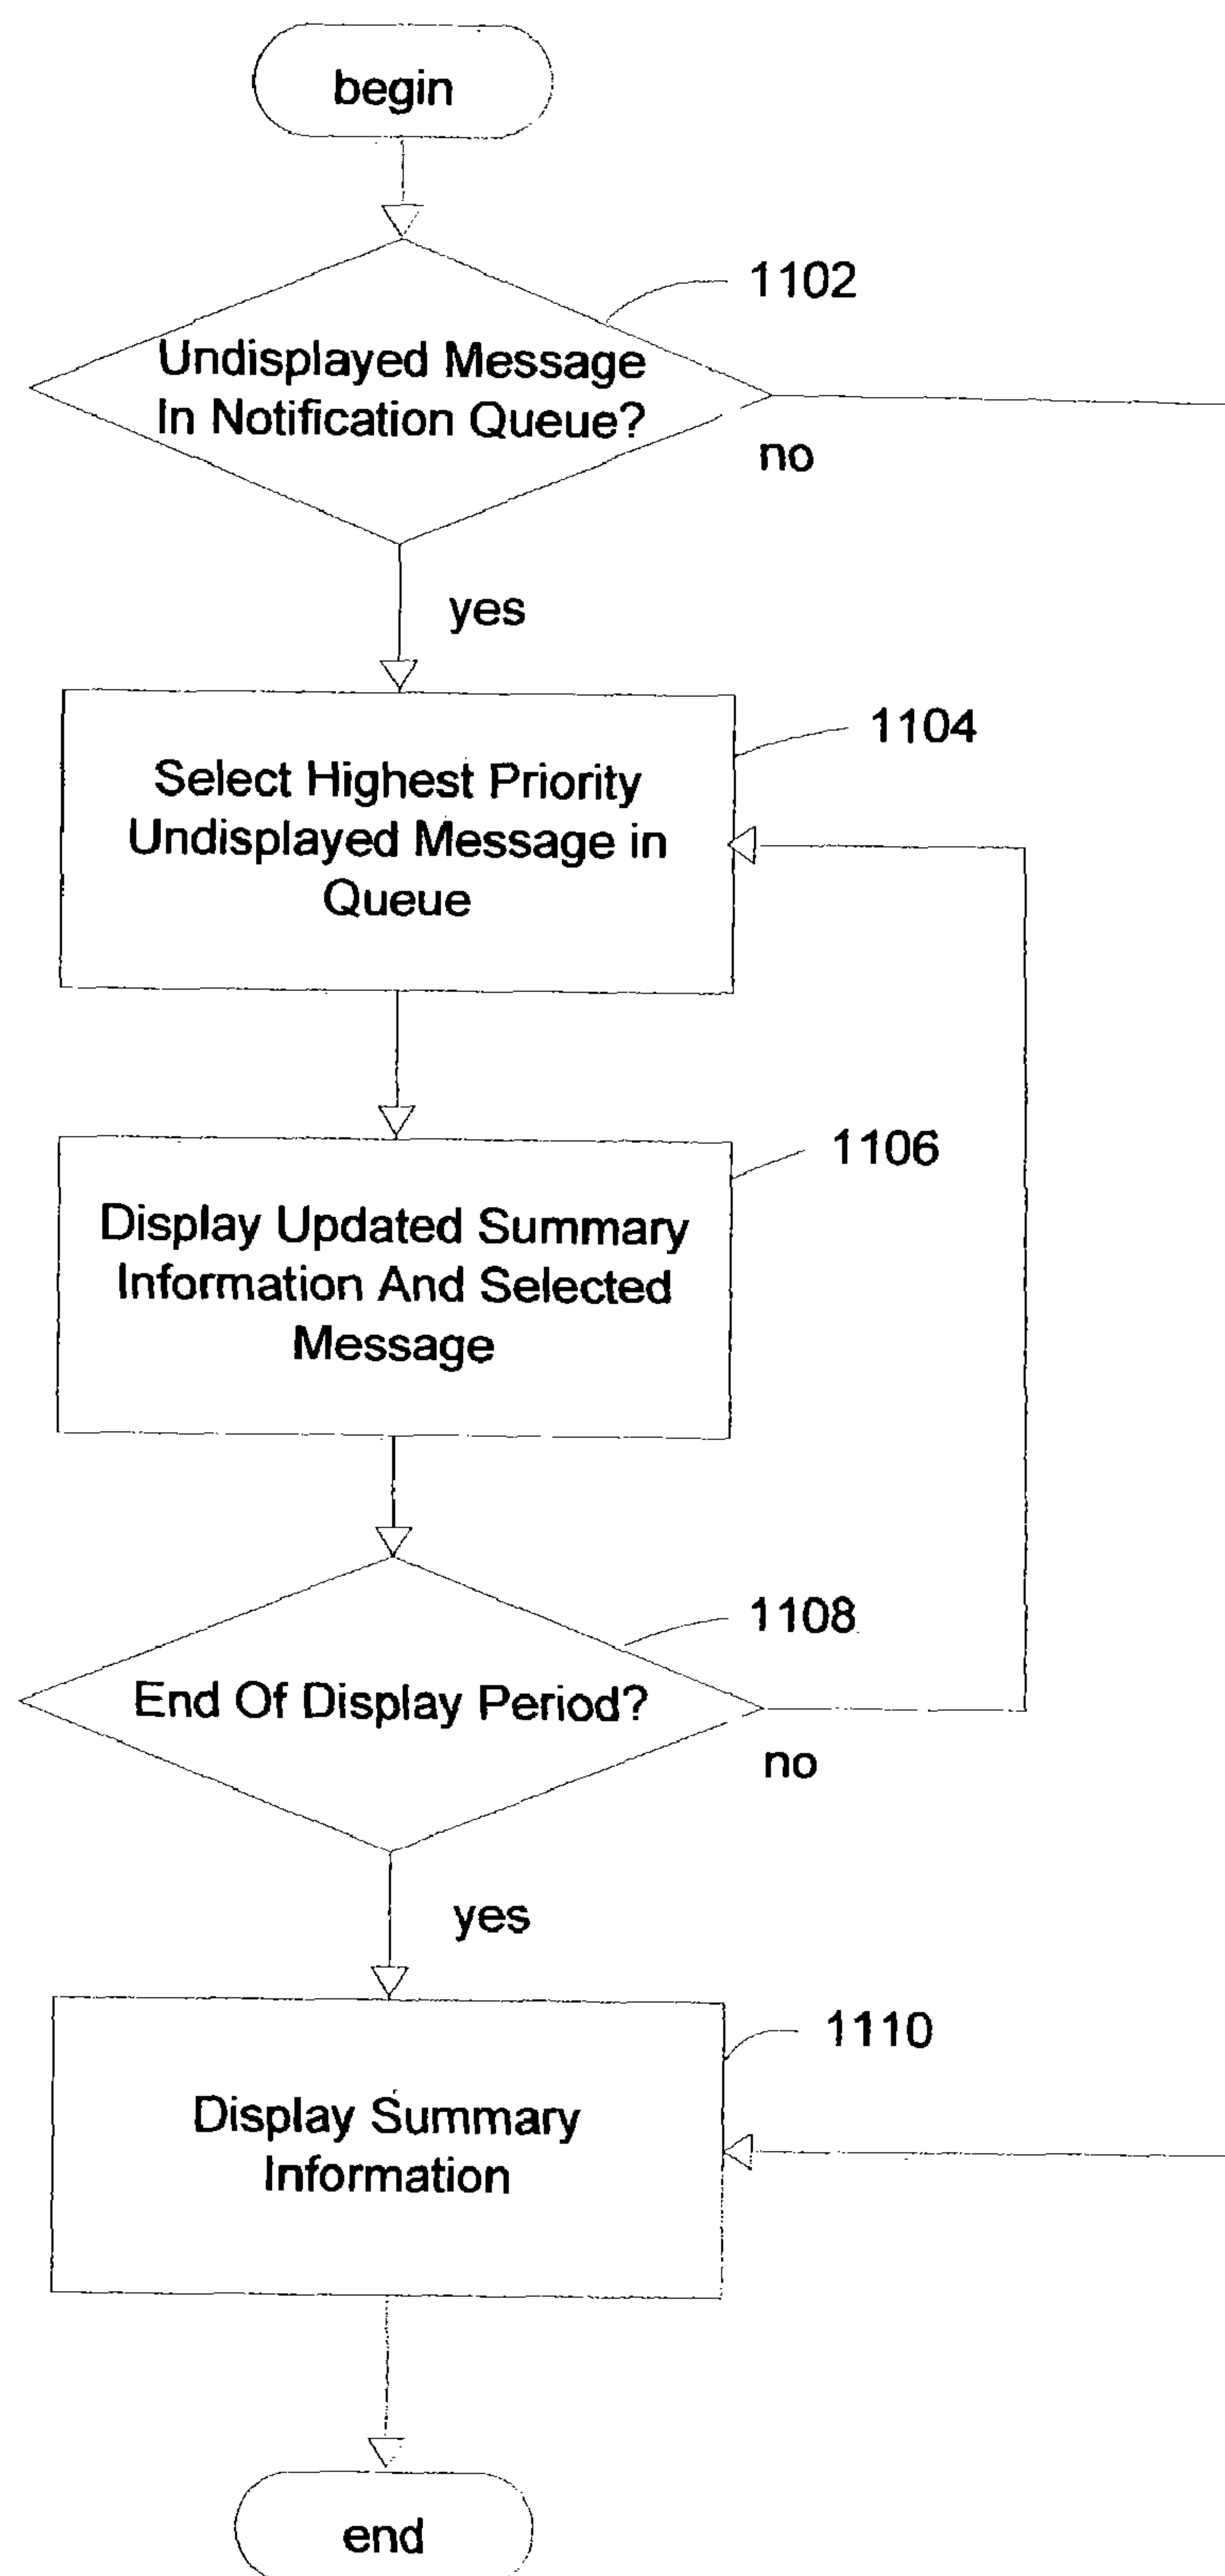 begin
1102
Undisplayed Message
In Notification Queue?
no
yes
1104
Select Highest Priority
Undisplayed Message in
Queue
1106
Display Updated Summary
Information And Selected
Message
1108
End Of Display Period?
no
yes
1110
Display Summary
Information
end